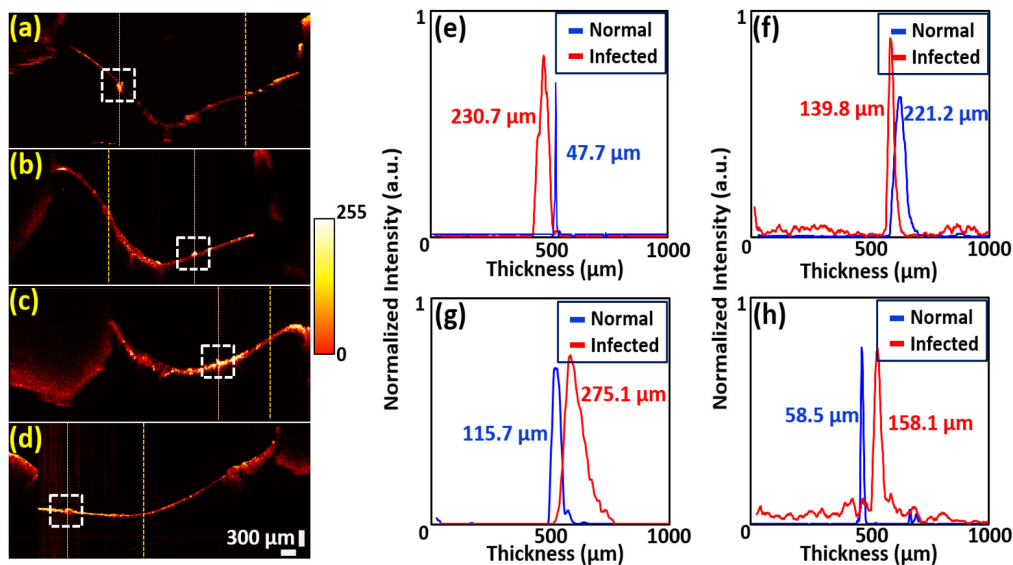 (a)
(b)
(c)
(d)
300 μm
255
0
Normalized Intensity (a.u.)
(e)
1
Normal
Infected
230.7 μm
47.7 μm
0
500
1000
Thickness (μm)
Normalized Intensity (a.u.)
(f)
1
Normal
Infected
139.8 μm
221.2 μm
0
500
1000
Thickness (μm)
(g)
1
Normal
Infected
115.7 μm
275.1 μm
0
500
1000
Thickness (μm)
(h)
1
Normal
Infected
58.5 μm
158.1 μm
0
500
1000
Thickness (μm)